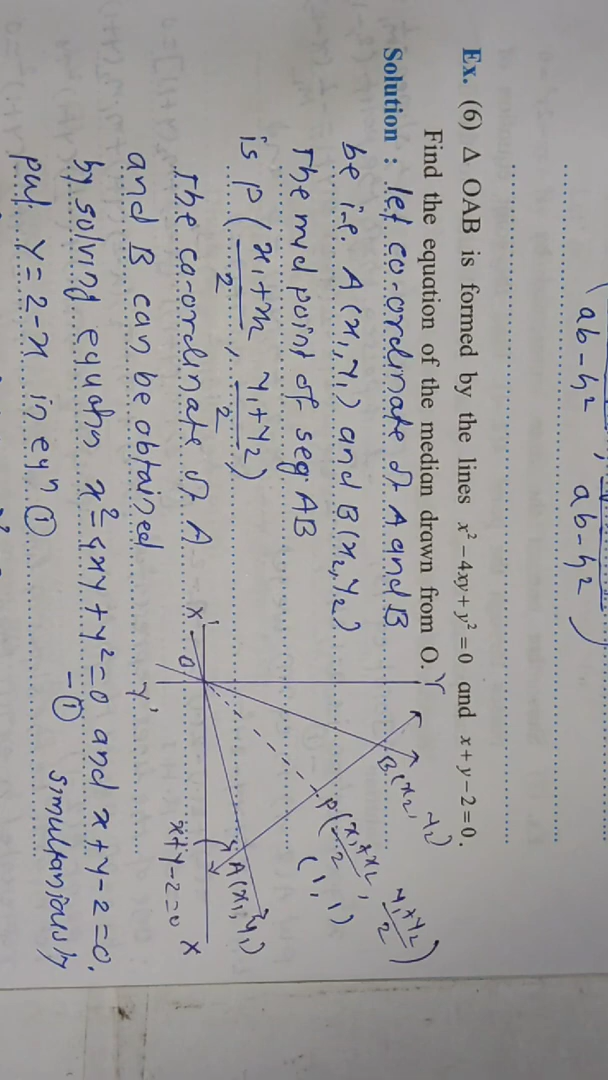 ab-h² , ab-h² )
Ex. (6) Δ OAB is formed by the lines x² – 4xy + y² = 0 and x + y – 2 = 0.
Find the equation of the median drawn from O.
Solution : let co-ordinate of A and B
be i.e. A(x₁, y₁) and B(x₂, y₂)
The mid point of seg AB
is P( x₁+x₂/2 , y₁+y₂/2 )
the co-ordinate of A
and B can be obtained
by solving equahn x²-4xy+y²=0 and x+y-2=0.
-① simultaniously
put y=2-x in eqⁿ ①
Y
B(x₂, y₂)
P( x₁+x₂/2 , y₁+y₂/2 )
(1, 1)
A(x₁, y₁)
X'
O
X
Y'
x+y-2=0